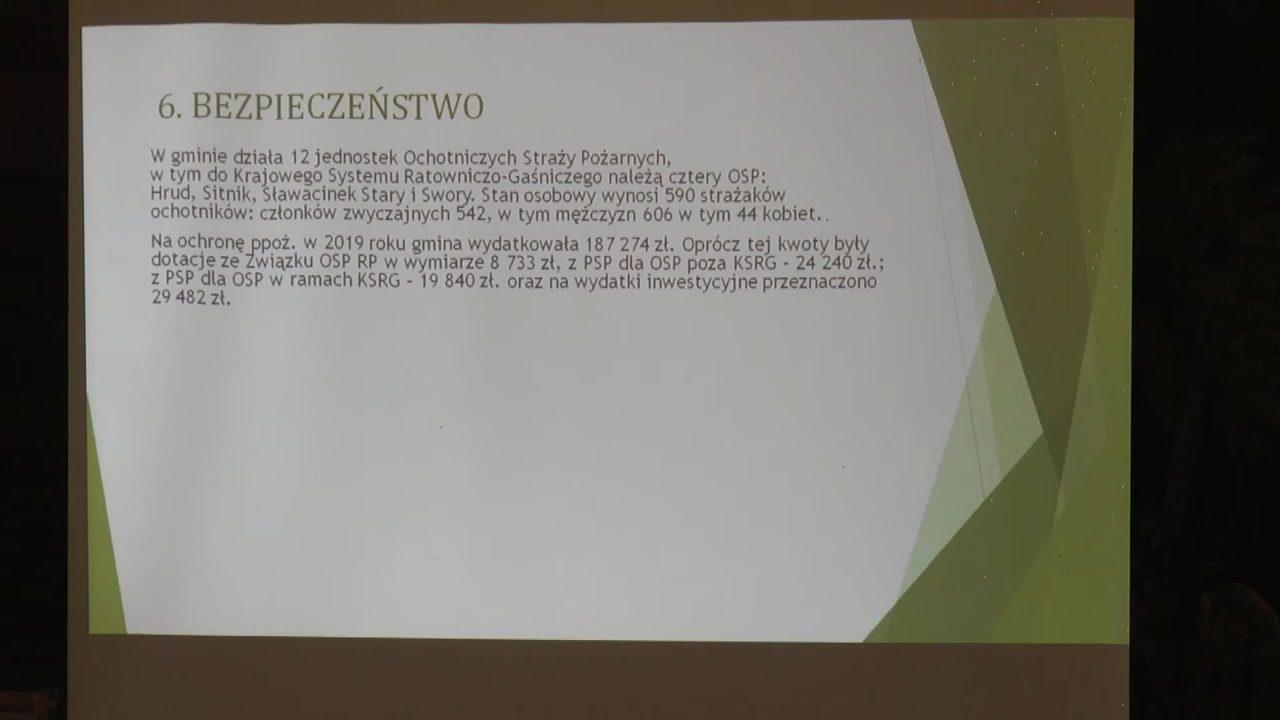 6. BEZPIECZEŃSTWO
W gminie działa 12 jednostek Ochotniczych Straży Pożarnych,
w tym do Krajowego Systemu Ratowniczo-Gaśniczego należą cztery OSP:
Hrud, Sitnik, Sławacinek Stary i Swory. Stan osobowy wynosi 590 strażaków
ochotników: członków zwyczajnych 542, w tym mężczyzn 606 w tym 44 kobiet..
Na ochronę ppoż. w 2019 roku gmina wydatkowała 187 274 zł. Oprócz tej kwoty były
dotacje ze Związku OSP RP w wymiarze 8 733 zł, z PSP dla OSP poza KSRG - 24 240 zł.;
z PSP dla OSP w ramach KSRG - 19 840 zł. oraz na wydatki inwestycyjne przeznaczono
29 482 zł.